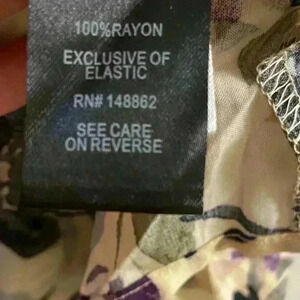 100%RAYON
EXCLUSIVE OF
ELASTIC
RN# 148862
SEE CARE
ON REVERSE